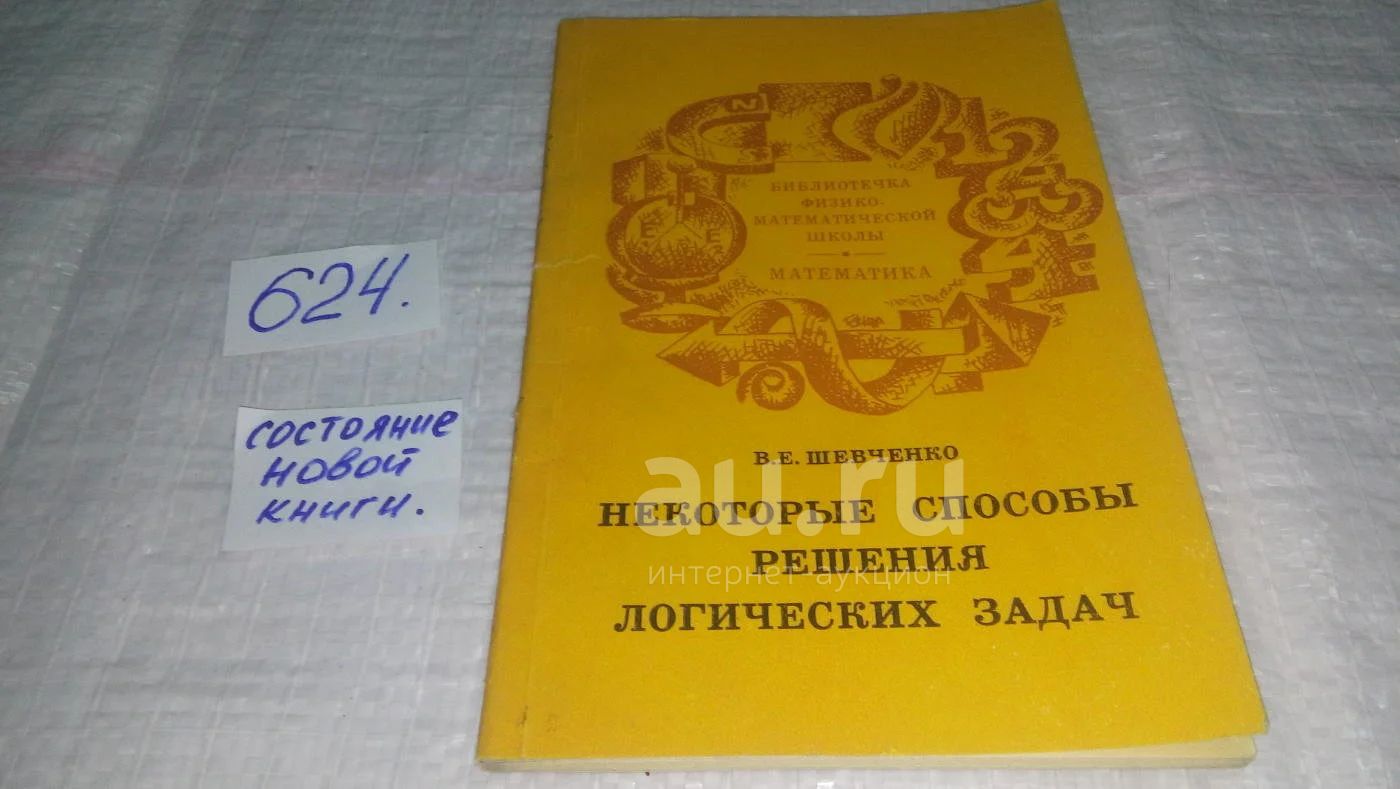 624.
состояние
новой
книги.
БИБЛИОТЕЧКА
ФИЗИКО-
МАТЕМАТИЧЕСКОЙ
ШКОЛЫ
МАТЕМАТИКА
В.Е. ШЕВЧЕНКО
НЕКОТОРЫЕ СПОСОБЫ
РЕШЕНИЯ
ЛОГИЧЕСКИХ ЗАДАЧ
au.ru
интернет-аукцион